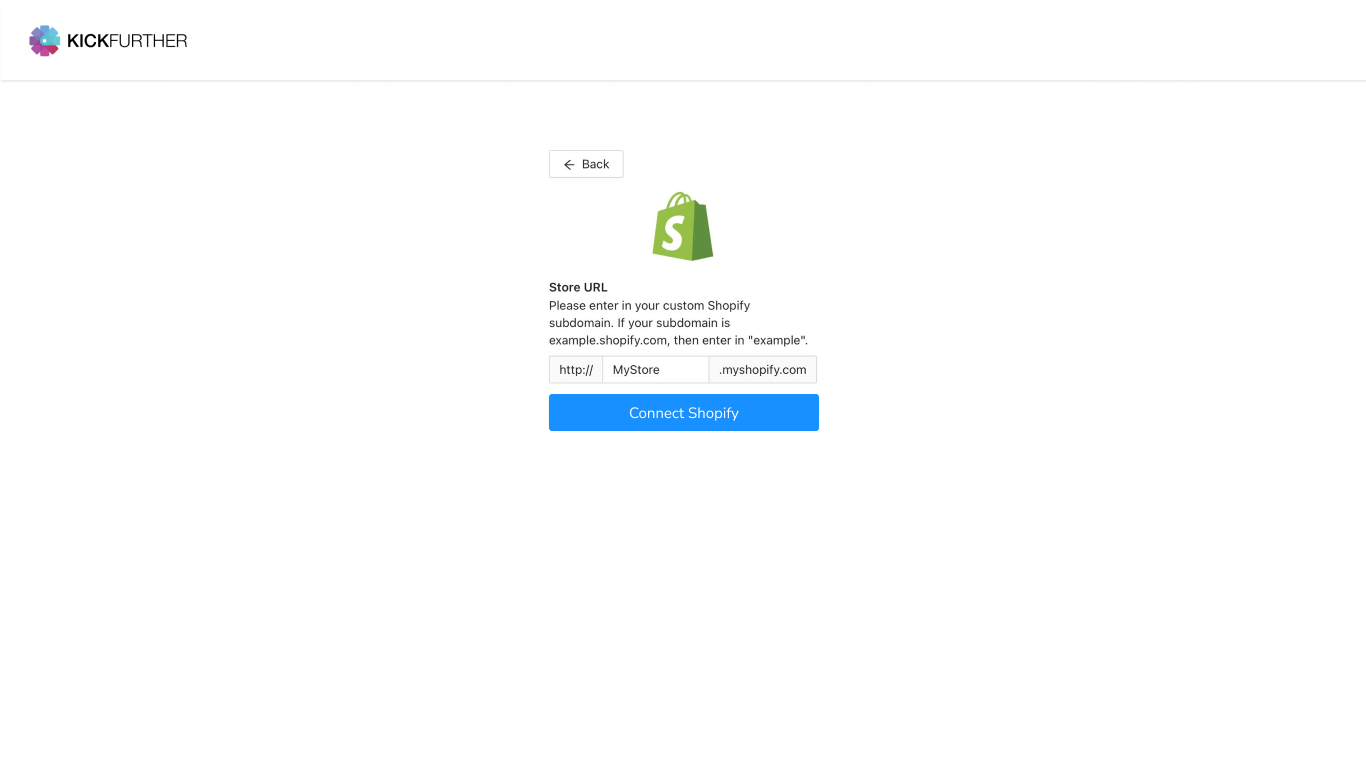 KICKFURTHER
Back
Store URL
Please enter in your custom Shopify
subdomain. If your subdomain is
example.shopify.com, then enter in "example".
http:// MyStore .myshopify.com
Connect Shopify